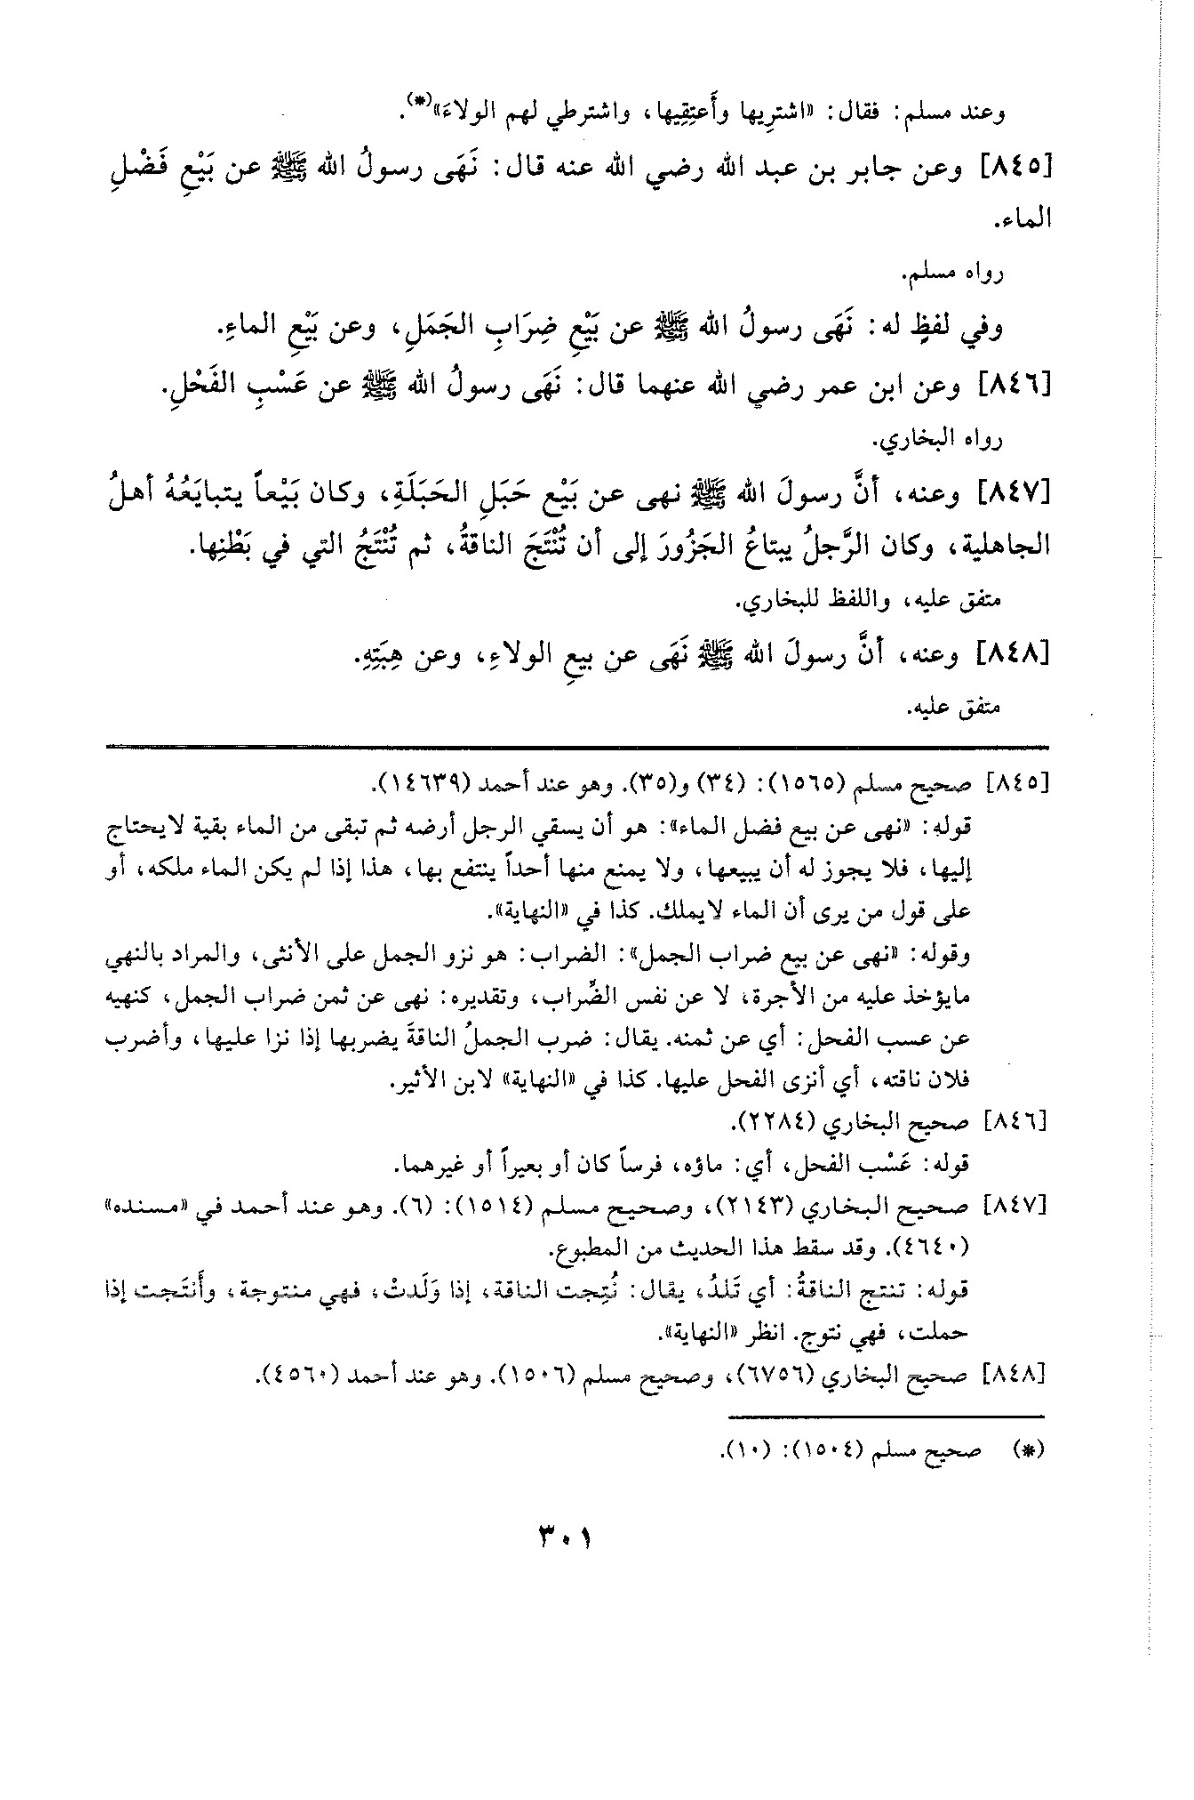 وعند مسلم: فقال: «اشترِيها وأَعتِقِيها، واشترطي لهم الولاءَ»(*).
[٨٤٥] وعن جابر بن عبد الله رضي الله عنه قال: نَهَى رسولُ الله ﷺ عن بَيْعِ فَضْلِ
الماء.
رواه مسلم.
وفي لفظٍ له: نَهَى رسولُ الله ﷺ عن بَيْعِ ضِرَابِ الجَمَلِ، وعن بَيْعِ الماءِ.
[٨٤٦] وعن ابن عمر رضي الله عنهما قال: نَهَى رسولُ الله ﷺ عن عَسْبِ الفَحْلِ.
رواه البخاري.
[٨٤٧] وعنه، أنَّ رسولَ الله ﷺ نهى عن بَيْع حَبَلِ الحَبَلَةِ، وكان بَيْعاً يتبايَعُهُ أهلُ
الجاهلية، وكان الرَّجلُ يبتاعُ الجَزُورَ إلى أن تُنْتَجَ الناقةُ، ثم تُنْتَجُ التي في بَطْنِها.
متفق عليه، واللفظ للبخاري.
[٨٤٨] وعنه، أنَّ رسولَ الله ﷺ نَهَى عن بيعِ الولاءِ، وعن هِبَتِهِ.
متفق عليه.
[٨٤٥] صحيح مسلم (١٥٦٥): (٣٤) و(٣٥). وهو عند أحمد (١٤٦٣٩).
قوله: «نهى عن بيع فضل الماء»: هو أن يسقي الرجل أرضه ثم تبقى من الماء بقية لايحتاج
إليها، فلا يجوز له أن يبيعها، ولا يمنع منها أحداً ينتفع بها، هذا إذا لم يكن الماء ملكه، أو
على قول من يرى أن الماء لايملك. كذا في «النهاية».
وقوله: «نهى عن بيع ضراب الجمل»: الضراب: هو نزو الجمل على الأنثى، والمراد بالنهي
مايؤخذ عليه من الأجرة، لا عن نفس الضِّراب، وتقديره: نهى عن ثمن ضراب الجمل، كنهيه
عن عسب الفحل: أي عن ثمنه. يقال: ضرب الجملُ الناقةَ يضربها إذا نزا عليها، وأضرب
فلان ناقته، أي أنزى الفحل عليها. كذا في «النهاية» لابن الأثير.
[٨٤٦] صحيح البخاري (٢٢٨٤).
قوله: عَسْب الفحل، أي: ماؤه، فرساً كان أو بعيراً أو غيرهما.
[٨٤٧] صحيح البخاري (٢١٤٣)، وصحيح مسلم (١٥١٤): (٦). وهو عند أحمد في «مسنده»
(٤٦٤٠). وقد سقط هذا الحديث من المطبوع.
قوله: تنتج الناقةُ: أي تَلدُ، يقال: نُتِجت الناقة، إذا وَلَدتْ، فهي منتوجة، وأَنتَجت إذا
حملت، فهي نتوج. انظر «النهاية».
[٨٤٨] صحيح البخاري (٦٧٥٦)، وصحيح مسلم (١٥٠٦). وهو عند أحمد (٤٥٦٠).
(*) صحيح مسلم (١٥٠٤): (١٠).
٣٠١